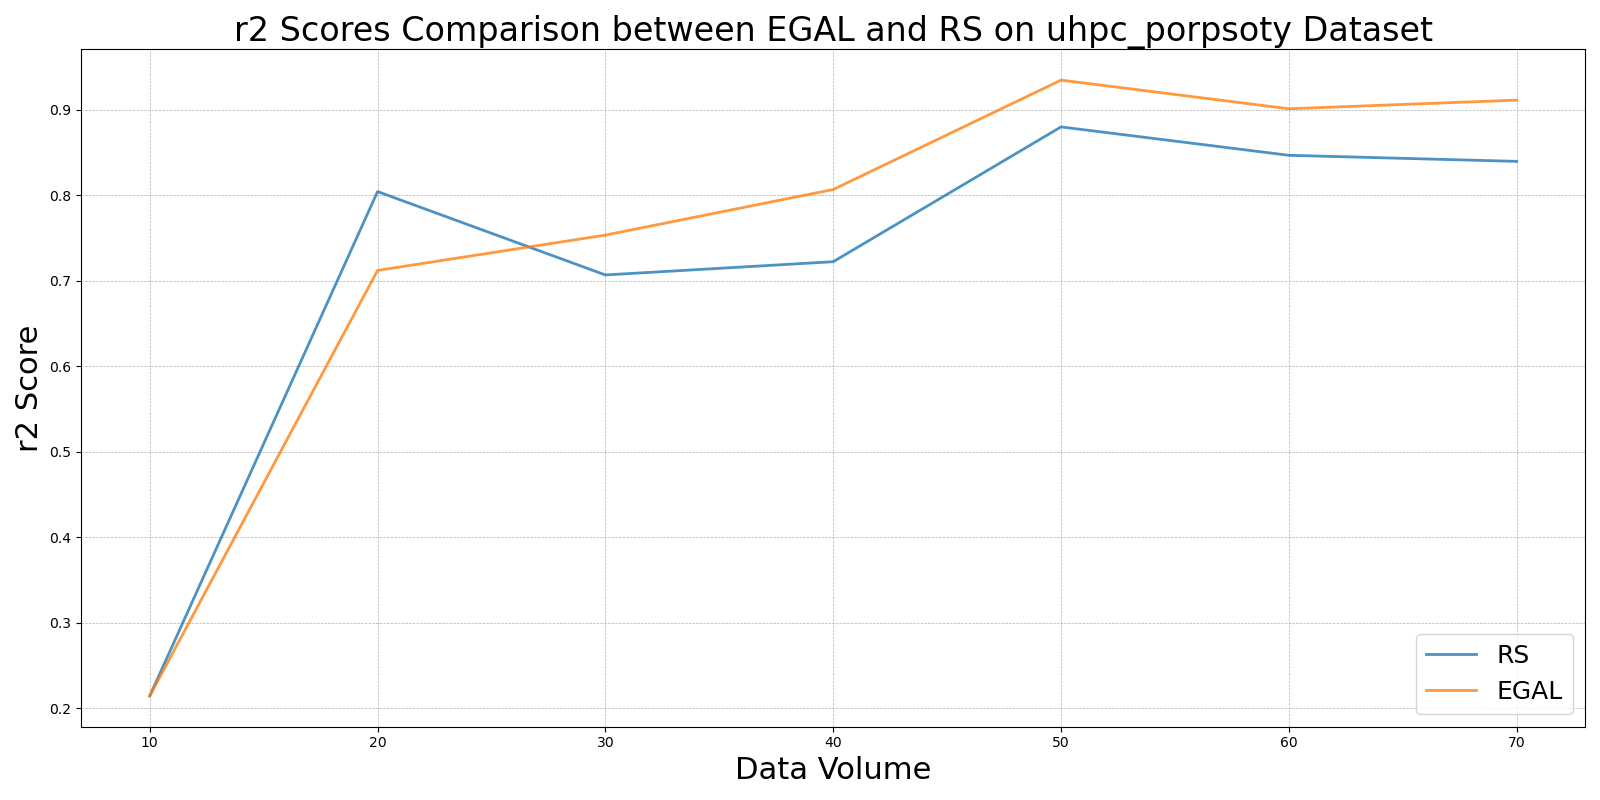 r2 Scores Comparison between EGAL and RS on uhpc_porpsoty Dataset
r2 Score
0.9
0.8
0.7
0.6
0.5
0.4
0.3
0.2
10 20 30 40 50 60 70
Data Volume
RS
EGAL